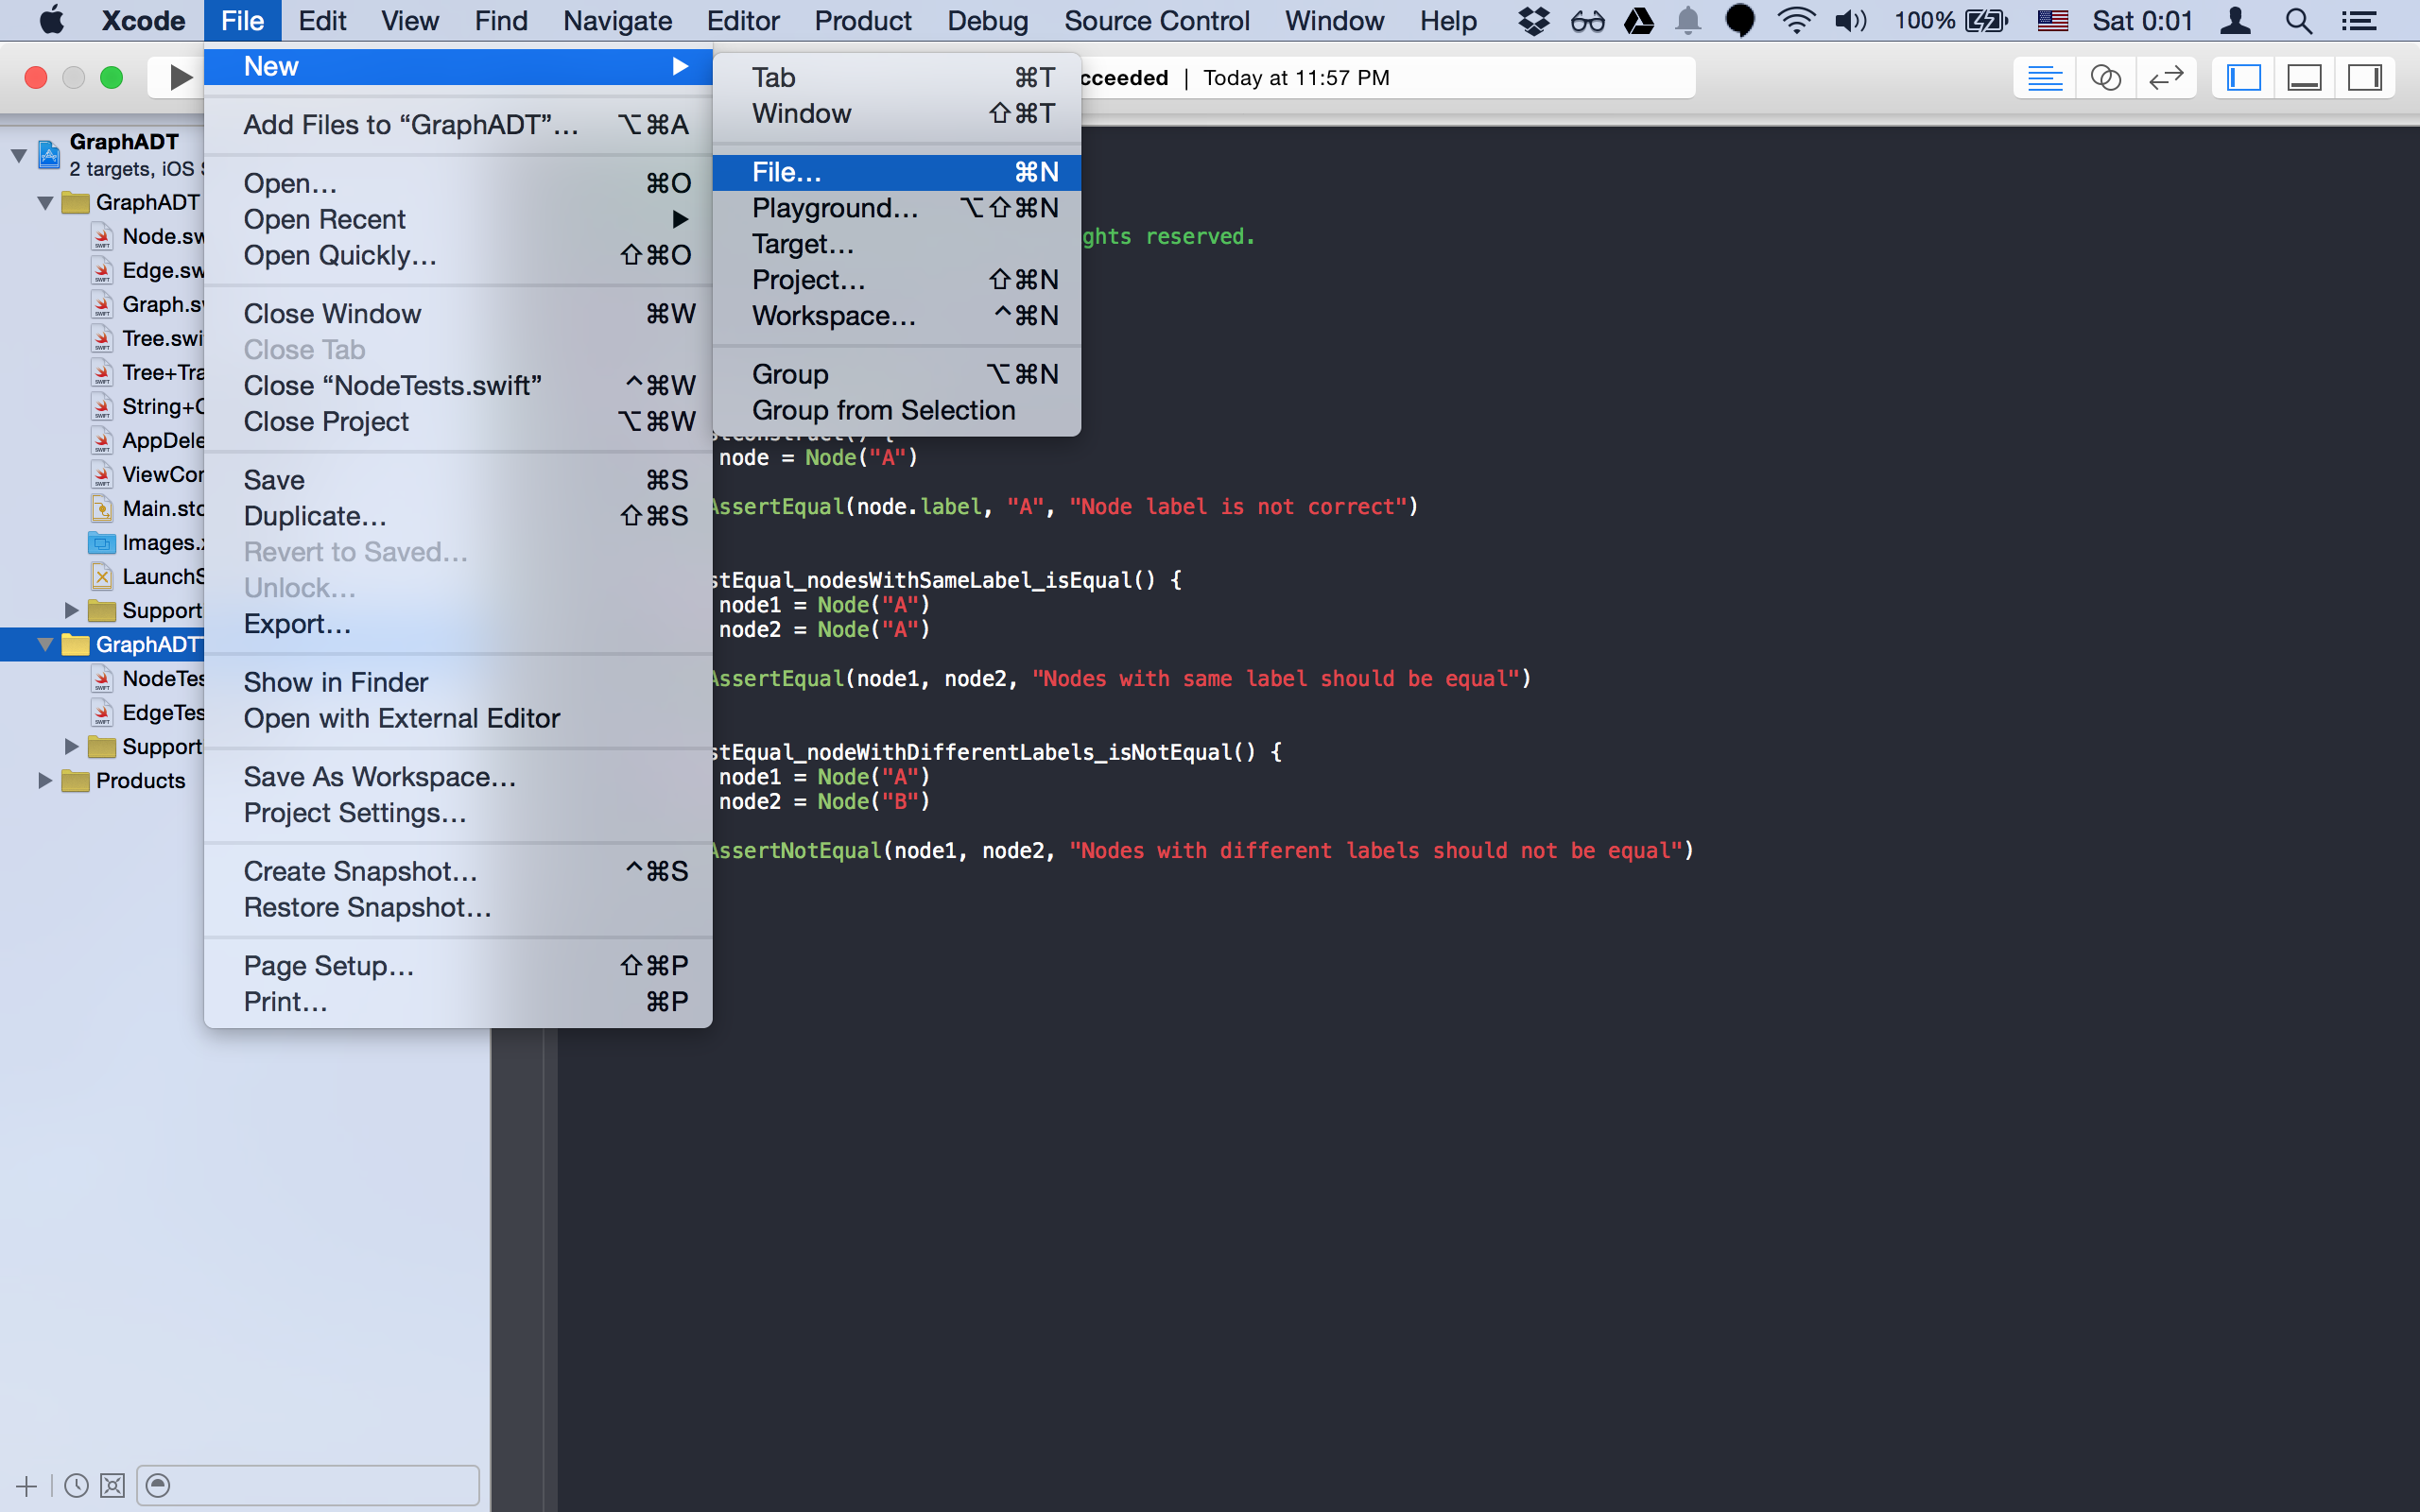 Xcode File Edit View Find Navigate Editor Product Debug Source Control Window Help 100% Sat 0:01
cceeded | Today at 11:57 PM
GraphADT
2 targets, iOS
GraphADT
Node.sw
Edge.sw
Graph.s
Tree.swi
Tree+Tra
String+
AppDele
ViewCon
Main.sto
Images.
LaunchS
Support
GraphADT
NodeTes
EdgeTes
Support
Products
New
Add Files to “GraphADT”... ⌥⌘A
Open... ⌘O
Open Recent
Open Quickly... ⇧⌘O
Close Window ⌘W
Close Tab
Close “NodeTests.swift” ^⌘W
Close Project ⌥⌘W
Save ⌘S
Duplicate... ⇧⌘S
Revert to Saved...
Unlock...
Export...
Show in Finder
Open with External Editor
Save As Workspace...
Project Settings...
Create Snapshot... ^⌘S
Restore Snapshot...
Page Setup... ⇧⌘P
Print... ⌘P
Tab ⌘T
Window ⇧⌘T
File... ⌘N
Playground... ⌥⇧⌘N
Target...
Project... ⇧⌘N
Workspace... ^⌘N
Group ⌥⌘N
Group from Selection
ghts reserved.
node = Node("A")
AssertEqual(node.label, "A", "Node label is not correct")
stEqual_nodesWithSameLabel_isEqual() {
node1 = Node("A")
node2 = Node("A")
AssertEqual(node1, node2, "Nodes with same label should be equal")
stEqual_nodeWithDifferentLabels_isNotEqual() {
node1 = Node("A")
node2 = Node("B")
AssertNotEqual(node1, node2, "Nodes with different labels should not be equal")